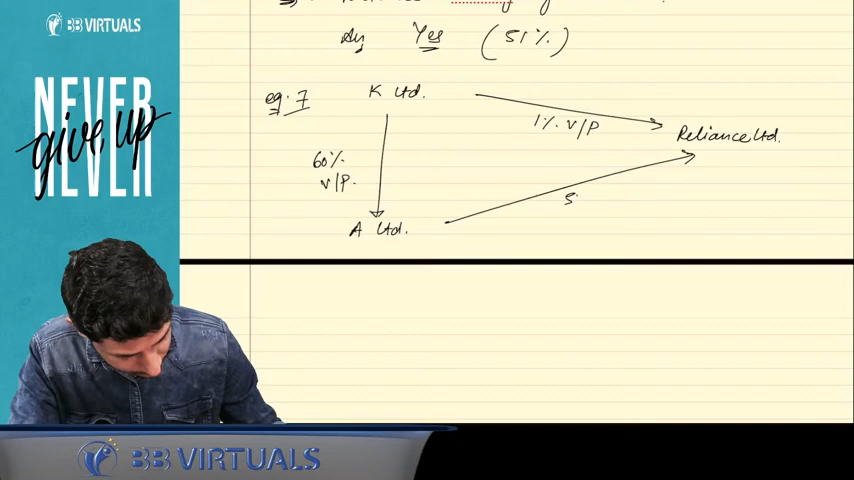 BB VIRTUALS
NEVER
give up
NEVER
Ans Yes (51%)
eg. 7 K Ltd.
1% V/P
Reliance Ltd.
60%
V/P.
A Ltd.
5
BB VIRTUALS